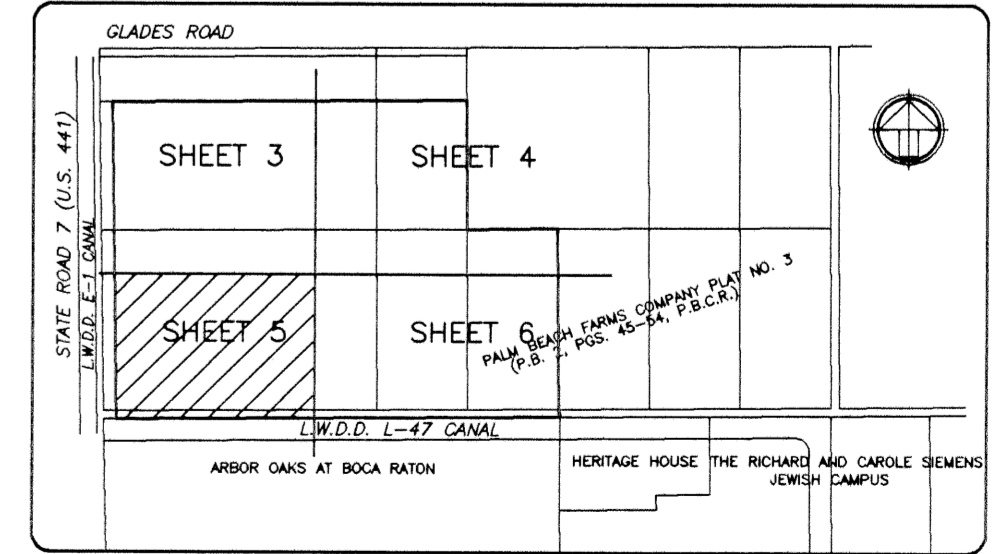 GLADES ROAD
STATE ROAD 7 (U.S. 441)
L.W.D.D. E-1 CANAL
SHEET 3
SHEET 4
SHEET 5
SHEET 6
PALM BEACH FARMS COMPANY PLAT NO. 3
(P.B. 2, PGS. 45-54, P.B.C.R.)
L.W.D.D. L-47 CANAL
ARBOR OAKS AT BOCA RATON
HERITAGE HOUSE
THE RICHARD AND CAROLE SIEMENS
JEWISH CAMPUS